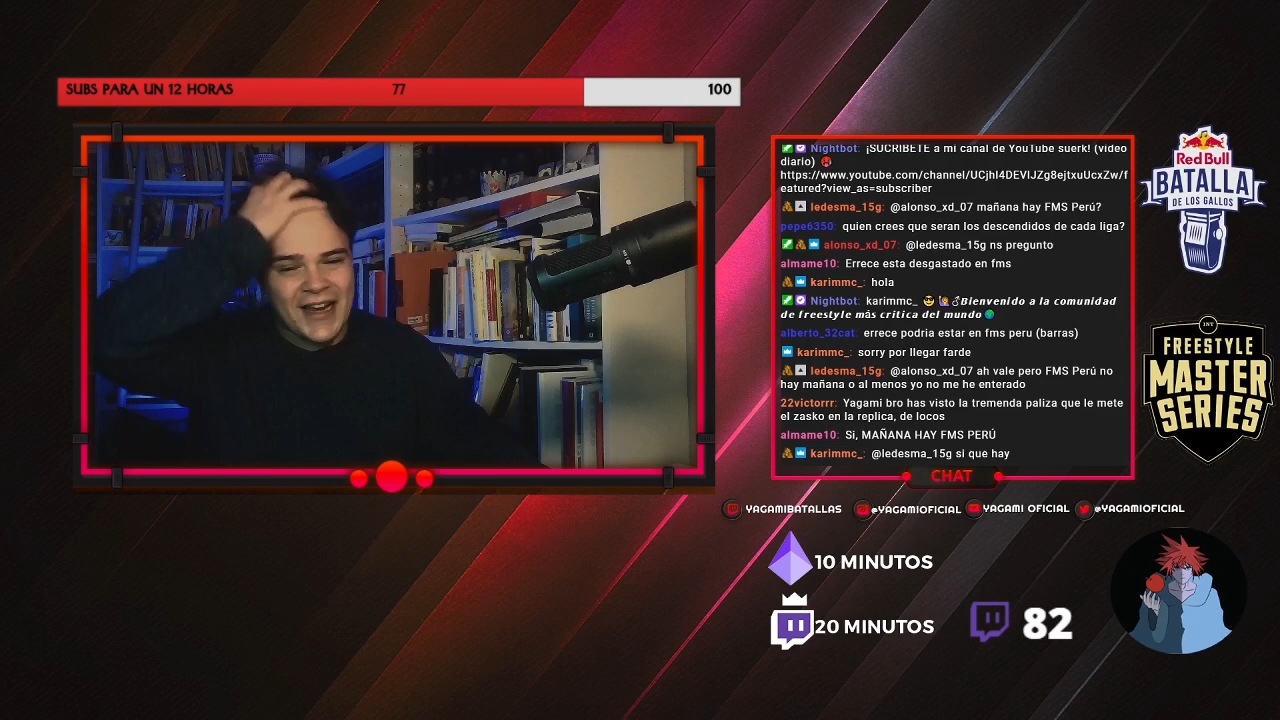 SUBS PARA UN 12 HORAS 77 100
Nightbot: ¡SUCRIBETE a mi canal de YouTube suerk! (video
diario)
https://www.youtube.com/channel/UCjhI4DEVIJZg8ejtxuUcxZw/f
eatured?view_as=subscriber
ledesma_15g: @alonso_xd_07 mañana hay FMS Perú?
pepe6350: quien crees que seran los descendidos de cada liga?
alonso_xd_07: @ledesma_15g ns pregunto
almame10: Errece esta desgastado en fms
karimmc_: hola
Nightbot: karimmc_ Bienvenido a la comunidad
de freestyle más critica del mundo
alberto_32cat: errece podria estar en fms peru (barras)
karimmc_: sorry por llegar farde
ledesma_15g: @alonso_xd_07 ah vale pero FMS Perú no
hay mañana o al menos yo no me he enterado
22victorrr: Yagami bro has visto la tremenda paliza que le mete
el zasko en la replica, de locos
almame10: Si, MAÑANA HAY FMS PERÚ
karimmc_: @ledesma_15g si que hay
CHAT
Red Bull
BATALLA
DE LOS GALLOS
INT
FREESTYLE
MASTER
SERIES
YAGAMIBATALLAS @YAGAMIOFICIAL YAGAMI OFICIAL @YAGAMIOFICIAL
10 MINUTOS
20 MINUTOS
82